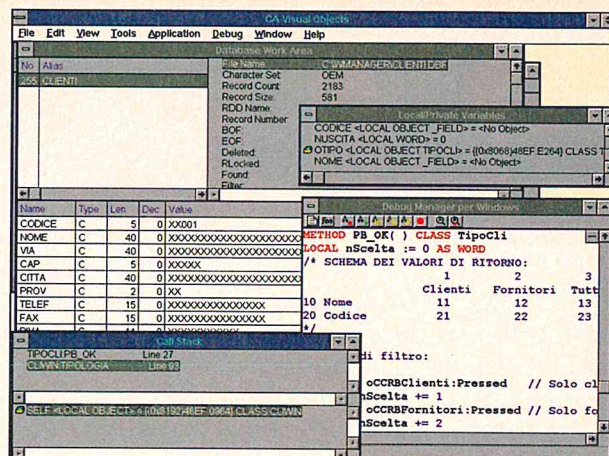 CA Visual Objects
File Edit View Tools Application Debug Window Help
Database Work Area
No Alias
255 CLIENTI
File Name C:\WMANAGER\CLIENTI.DBF
Character Set OEM
Record Count 2183
Record Size: 581
RDD Name:
Record Number
BOF:
EOF:
Deleted:
RLocked:
Found:
Filter:
Local/Private Variables
CODICE <LOCAL OBJECT _FIELD> = <No Object>
NUSCITA <LOCAL WORD> = 0
OTIPO <LOCAL OBJECT TIPOCLI> = {(0x8068)48EF E264} CLASS T
NOME <LOCAL OBJECT _FIELD> = <No Object>
Name Type Len Dec Value
CODICE C 5 0 XX001
NOME C 40 0 XXXXXXXXXXXXXXXXXXXX
VIA C 40 0 XXXXXXXXXXXXXXXXXXXX
CAP C 5 0 XXXXX
CITTA C 40 0 XXXXXXXXXXXXXXXXXXXX
PROV C 2 0 XX
TELEF C 15 0 XXXXXXXXXXXXXXX
FAX C 15 0 XXXXXXXXXXXXXXX
Debug Manager per Windows
METHOD PB_OK( ) CLASS TipoCli
LOCAL nScelta := 0 AS WORD
/* SCHEMA DEI VALORI DI RITORNO:
1 2 3
Clienti Fornitori Tutt
10 Nome 11 12 13
20 Codice 21 22 23
*/
di filtro:
oCCRBClienti:Pressed // Solo cl
nScelta += 1
oCCRBFornitori:Pressed // Solo fo
nScelta += 2
Call Stack
TIPOCLI:PB_OK Line 27
CLIWIN:TIPOLOGIA Line 93
SELF <LOCAL OBJECT> = {(0x8192)48EF 0964} CLASS CLIWIN